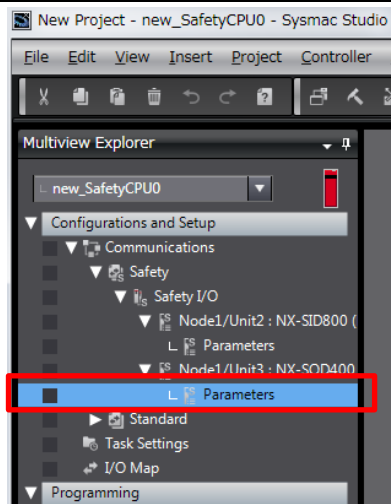 New Project - new_SafetyCPU0 - Sysmac Studio
File Edit View Insert Project Controller
Multiview Explorer
new_SafetyCPU0
Configurations and Setup
Communications
Safety
Safety I/O
Node1/Unit2 : NX-SID800 (
Parameters
Node1/Unit3 : NX-SOD400
Parameters
Standard
Task Settings
I/O Map
Programming